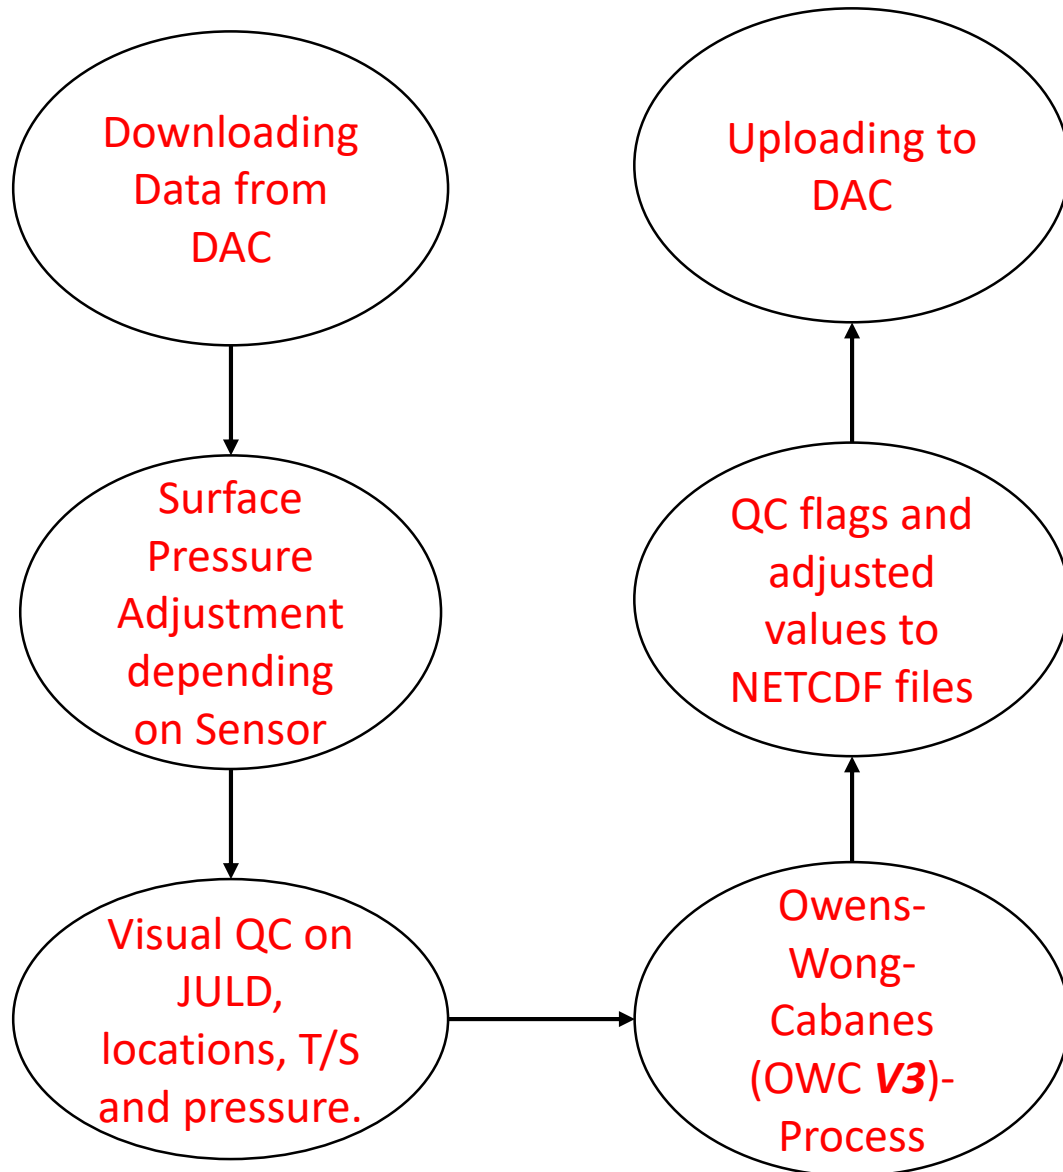 Downloading
Data from
DAC
Surface
Pressure
Adjustment
depending
on Sensor
Visual QC on
JULD,
locations, T/S
and pressure.
Owens-
Wong-
Cabanes
(OWC V3)-
Process
QC flags and
adjusted
values to
NETCDF files
Uploading to
DAC